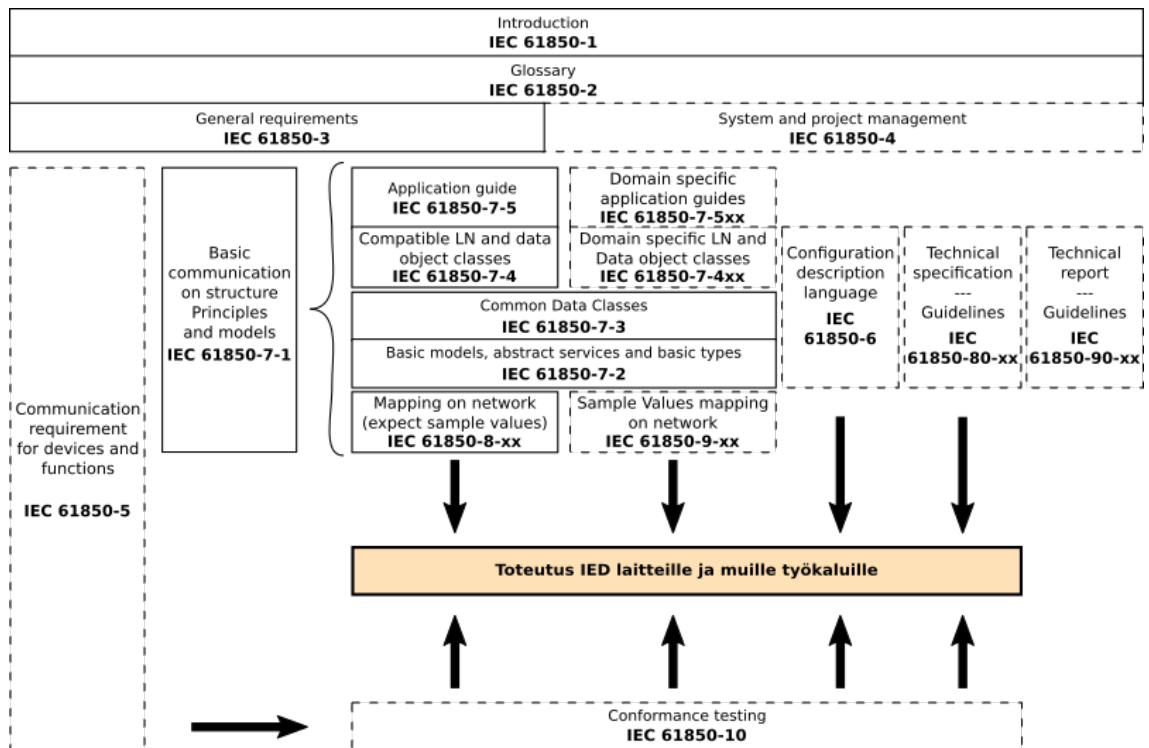 Introduction
IEC 61850-1
Glossary
IEC 61850-2
General requirements
IEC 61850-3
System and project management
IEC 61850-4
Communication
requirement
for devices and
functions
IEC 61850-5
Basic
communication
on structure
Principles
and models
IEC 61850-7-1
Application guide
IEC 61850-7-5
Domain specific
application guides
IEC 61850-7-5xx
Compatible LN and data
object classes
IEC 61850-7-4
Domain specific LN and
Data object classes
IEC 61850-7-4xx
Common Data Classes
IEC 61850-7-3
Basic models, abstract services and basic types
IEC 61850-7-2
Mapping on network
(expect sample values)
IEC 61850-8-xx
Sample Values mapping
on network
IEC 61850-9-xx
Configuration
description
language
IEC
61850-6
Technical
specification
---
Guidelines
IEC
61850-80-xx
Technical
report
---
Guidelines
IEC
61850-90-xx
Toteutus IED laitteille ja muille työkaluille
Conformance testing
IEC 61850-10